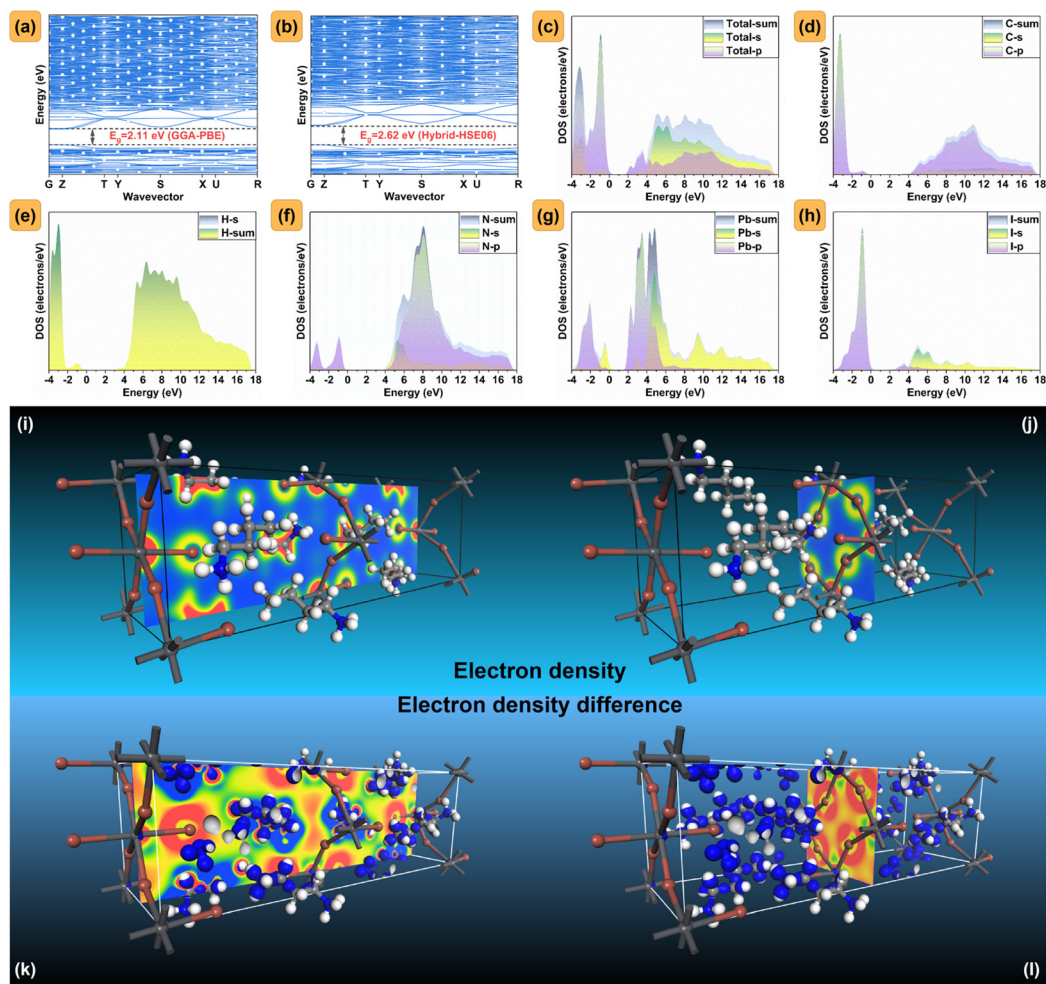 (a)
Energy (eV)
E_g=2.11 eV (GGA-PBE)
G Z T Y S X U R
Wavevector
(b)
Energy (eV)
E_g=2.62 eV (Hybrid-HSE06)
G Z T Y S X U R
Wavevector
(c)
DOS (electrons/eV)
Total-sum
Total-s
Total-p
-4 -2 0 2 4 6 8 10 12 14 16 18
Energy (eV)
(d)
DOS (electrons/eV)
C-sum
C-s
C-p
-4 -2 0 2 4 6 8 10 12 14 16 18
Energy (eV)
(e)
DOS (electrons/eV)
H-s
H-sum
-4 -2 0 2 4 6 8 10 12 14 16 18
Energy (eV)
(f)
DOS (electrons/eV)
N-sum
N-s
N-p
-4 -2 0 2 4 6 8 10 12 14 16 18
Energy (eV)
(g)
DOS (electrons/eV)
Pb-sum
Pb-s
Pb-p
-4 -2 0 2 4 6 8 10 12 14 16 18
Energy (eV)
(h)
DOS (electrons/eV)
I-sum
I-s
I-p
-4 -2 0 2 4 6 8 10 12 14 16 18
Energy (eV)
(i)
(j)
Electron density
Electron density difference
(k)
(l)